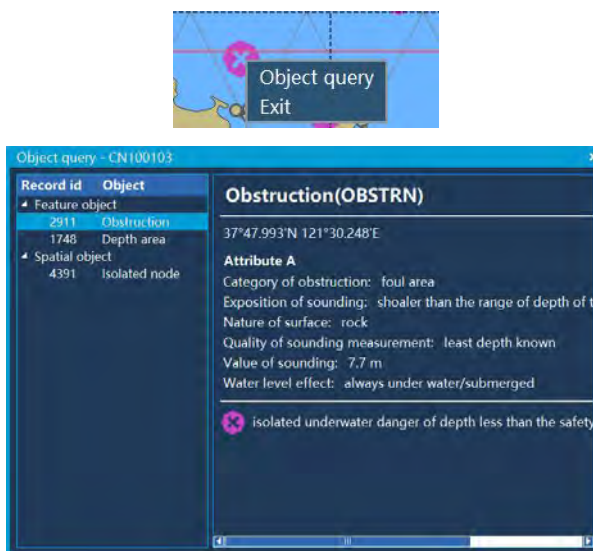 Object query
Exit
Object query - CN100103
Record id Object
Feature object
2911 Obstruction
1748 Depth area
Spatial object
4391 Isolated node
Obstruction(OBSTRN)
37°47.993'N 121°30.248'E
Attribute A
Category of obstruction: foul area
Exposition of sounding: shoaler than the range of depth of t
Nature of surface: rock
Quality of sounding measurement: least depth known
Value of sounding: 7.7 m
Water level effect: always under water/submerged
isolated underwater danger of depth less than the safety